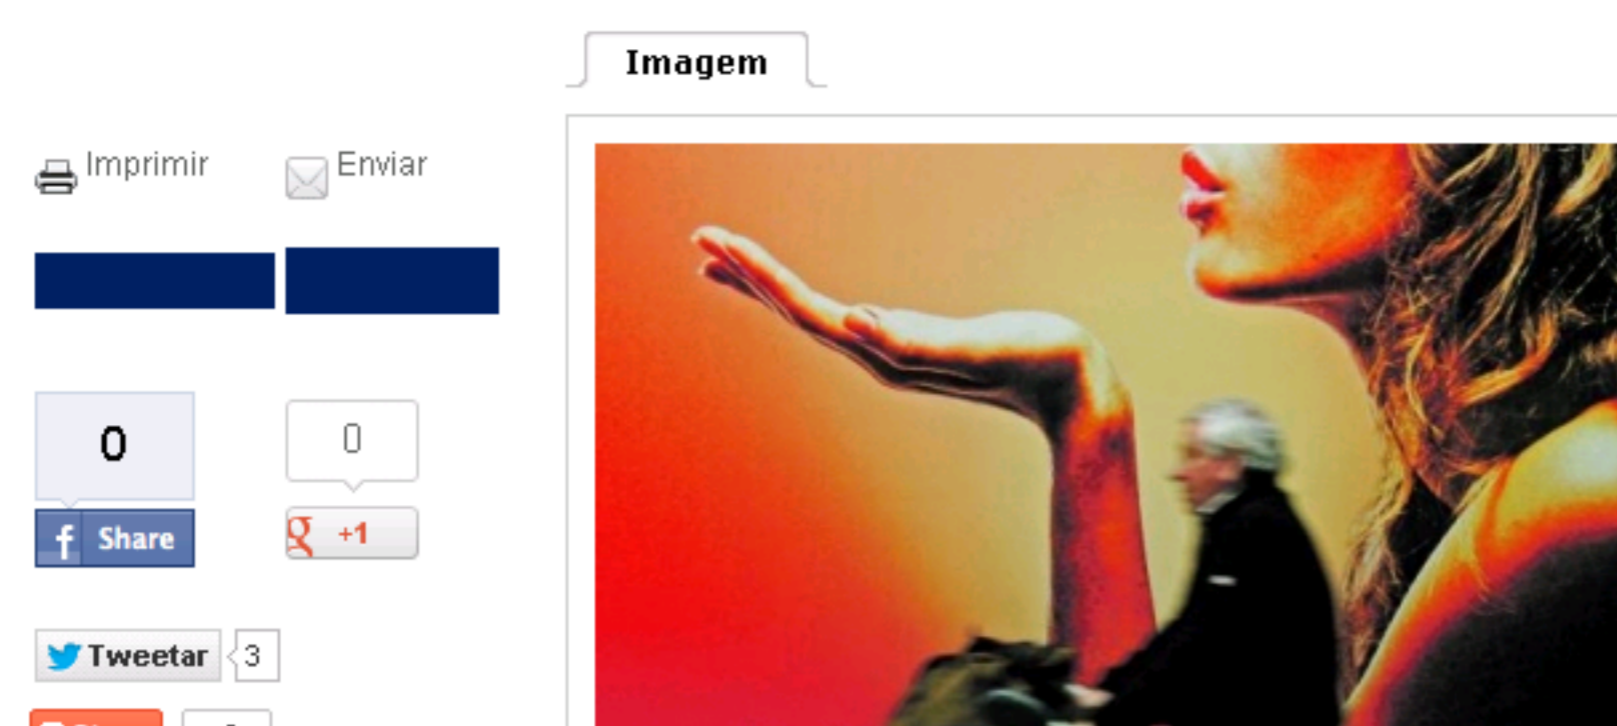 Imagem
Imprimir
Enviar
0
0
f Share
g +1
Tweetar 3